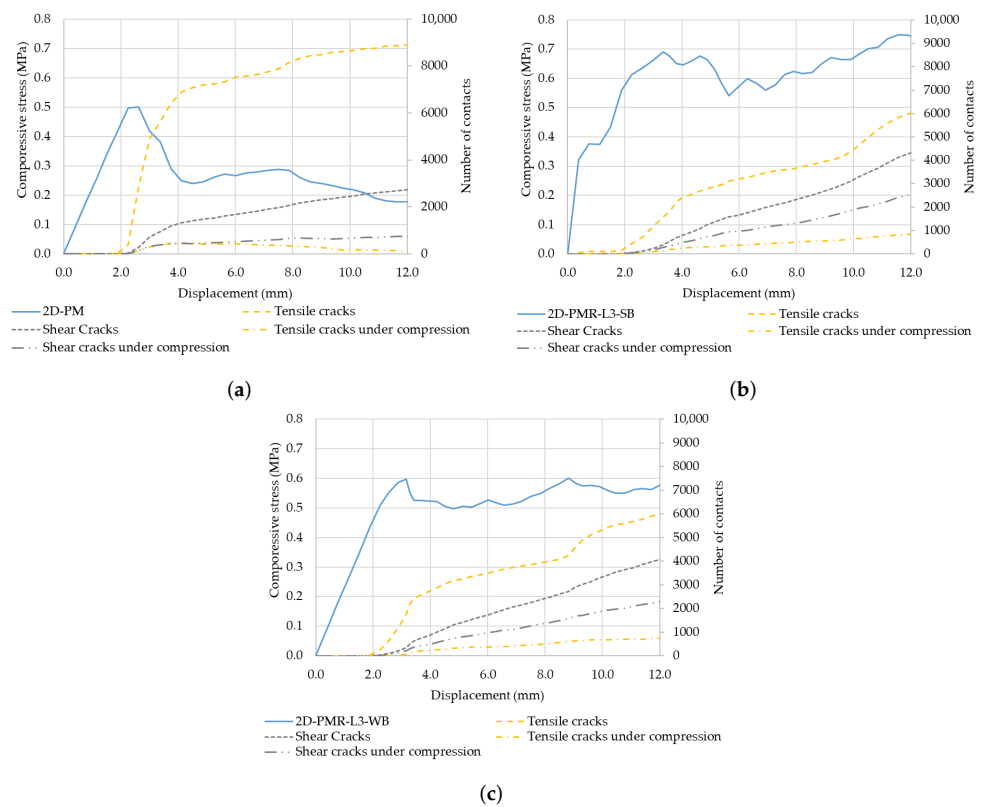 0.8
0.7
0.6
0.5
0.4
0.3
0.2
0.1
0.0
Comporessive stress (MPa)
10,000
8000
6000
4000
2000
0
Number of contacts
0.0 2.0 4.0 6.0 8.0 10.0 12.0
Displacement (mm)
2D-PM Tensile cracks
Shear Cracks Tensile cracks under compression
Shear cracks under compression
(a)
0.8
0.7
0.6
0.5
0.4
0.3
0.2
0.1
0.0
Comporessive stress (MPa)
10,000
9000
8000
7000
6000
5000
4000
3000
2000
1000
0
Number of contacts
0.0 2.0 4.0 6.0 8.0 10.0 12.0
Displacement (mm)
2D-PMR-L3-SB Tensile cracks
Shear Cracks Tensile cracks under compression
Shear cracks under compression
(b)
0.8
0.7
0.6
0.5
0.4
0.3
0.2
0.1
0.0
Comporessive stress (MPa)
10,000
9000
8000
7000
6000
5000
4000
3000
2000
1000
0
Number of contacts
0.0 2.0 4.0 6.0 8.0 10.0 12.0
Displacement (mm)
2D-PMR-L3-WB Tensile cracks
Shear Cracks Tensile cracks under compression
Shear cracks under compression
(c)